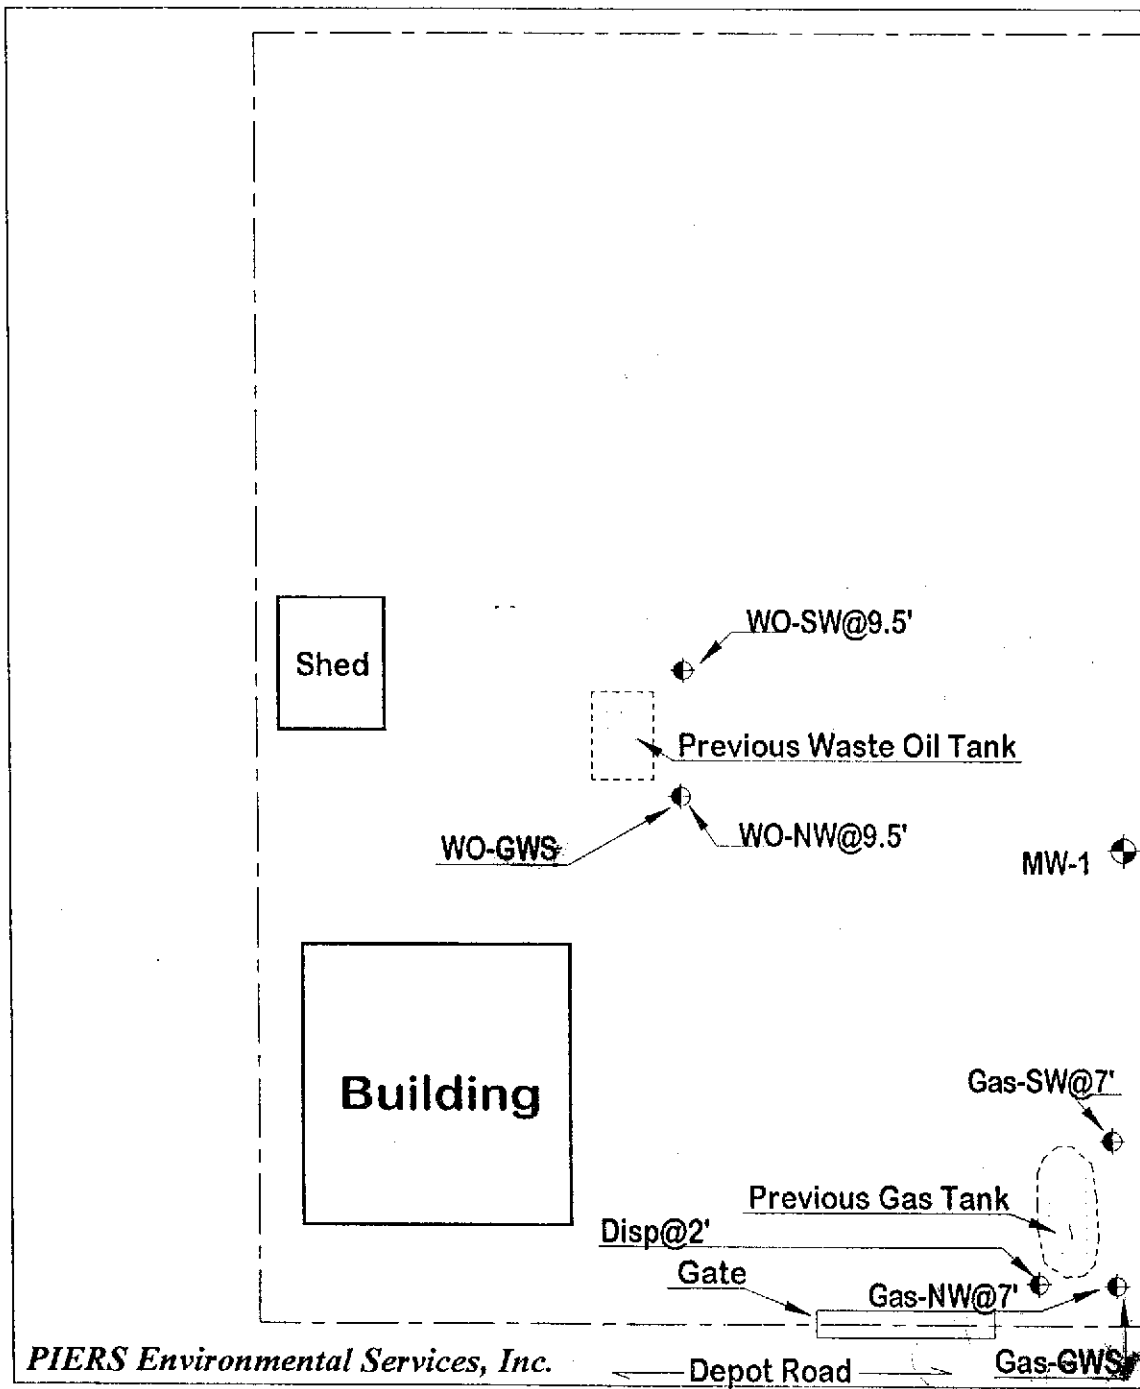 WO-SW@9.5'
Shed
Previous Waste Oil Tank
WO-GWS
WO-NW@9.5'
MW-1
Building
Gas-SW@7'
Previous Gas Tank
Disp@2'
Gate
Gas-NW@7'
PIERS Environmental Services, Inc.
Depot Road
Gas-GWS